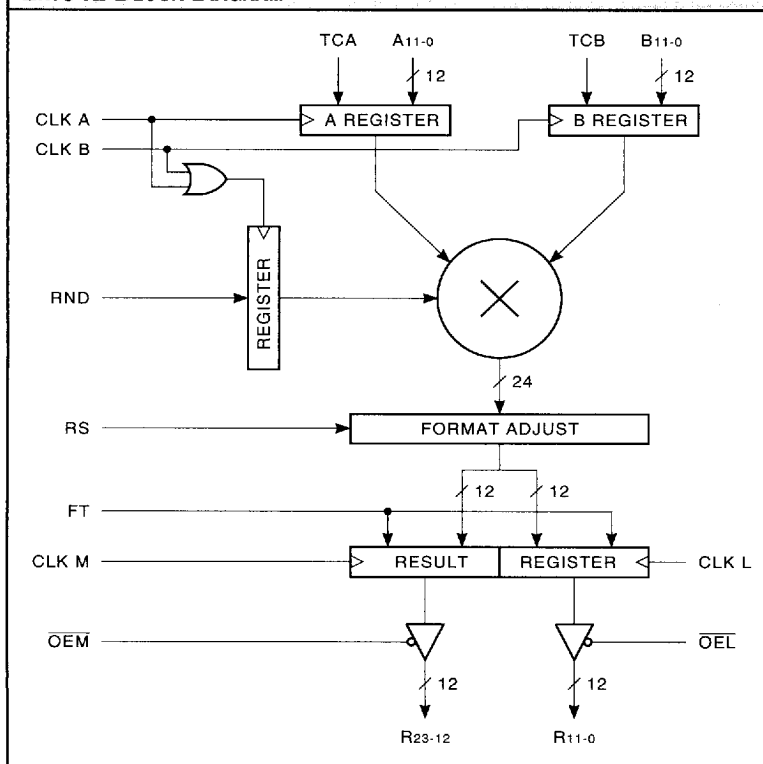 TCA A11-0 TCB B11-0
12 12
CLK A A REGISTER B REGISTER
CLK B
RND REGISTER
24
RS FORMAT ADJUST
12 12
FT
CLK M RESULT REGISTER CLK L
OEM OEL
12 12
R23-12 R11-0